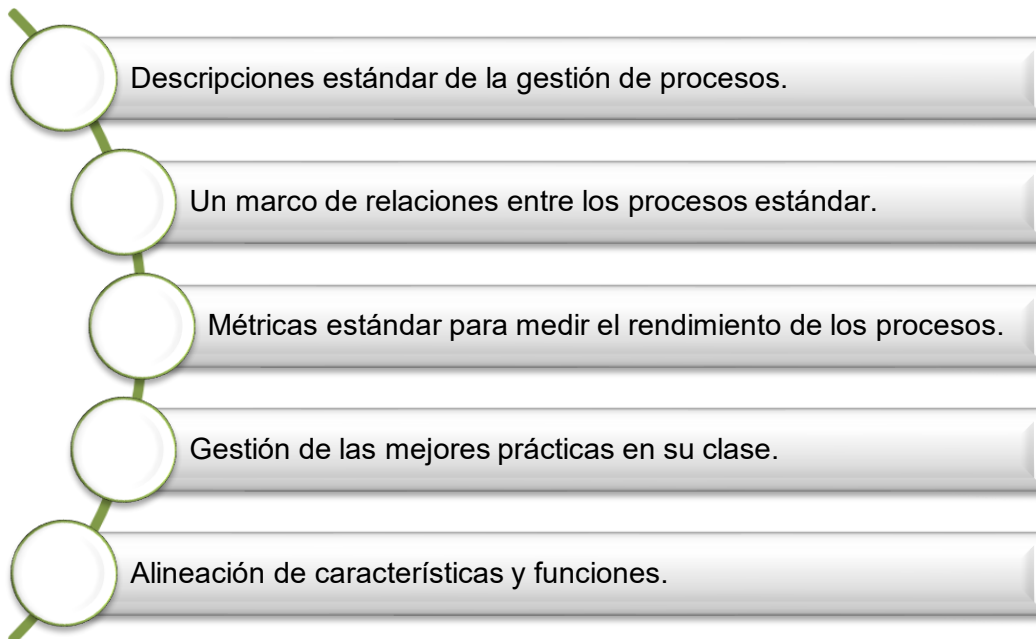 Descripciones estándar de la gestión de procesos.
Un marco de relaciones entre los procesos estándar.
Métricas estándar para medir el rendimiento de los procesos.
Gestión de las mejores prácticas en su clase.
Alineación de características y funciones.